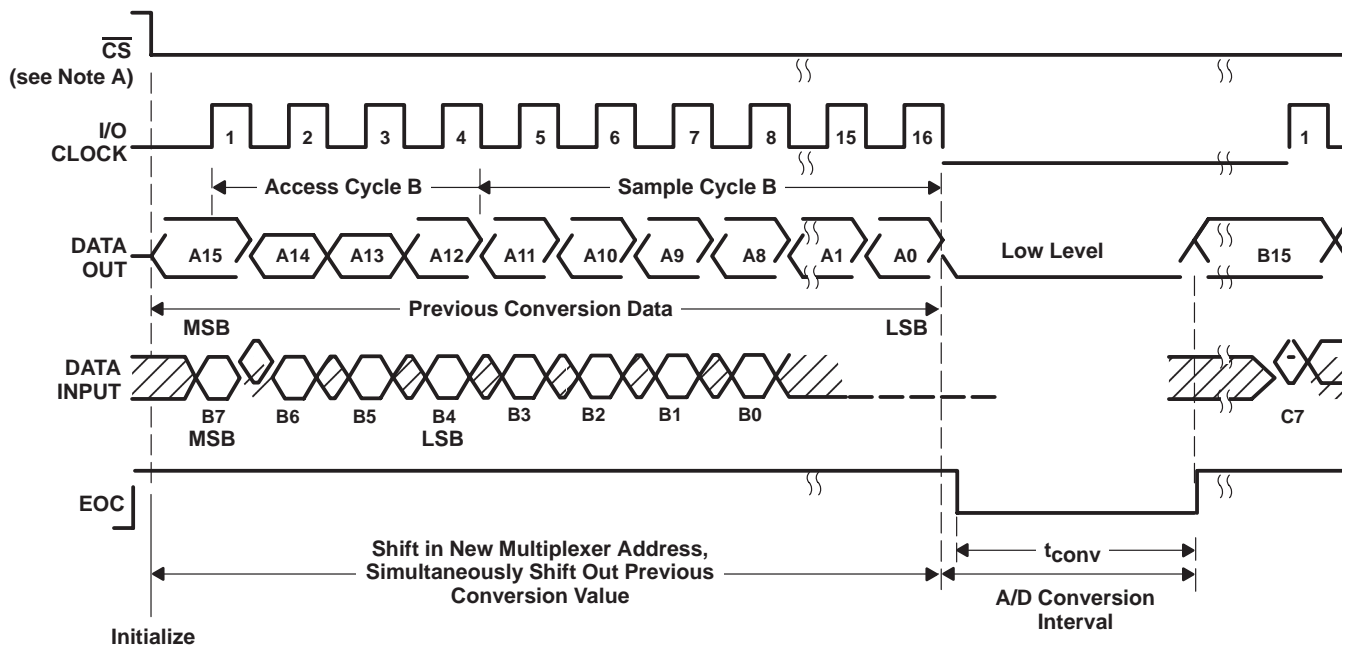 CS
(see Note A)
I/O
CLOCK
1 2 3 4 5 6 7 8 15 16 1
Access Cycle B Sample Cycle B
DATA
OUT
A15 A14 A13 A12 A11 A10 A9 A8 A1 A0 Low Level B15
Previous Conversion Data
MSB LSB
DATA
INPUT
B7 B6 B5 B4 B3 B2 B1 B0 C7
MSB LSB
EOC
Shift in New Multiplexer Address,
Simultaneously Shift Out Previous
Conversion Value
tconv
A/D Conversion
Interval
Initialize